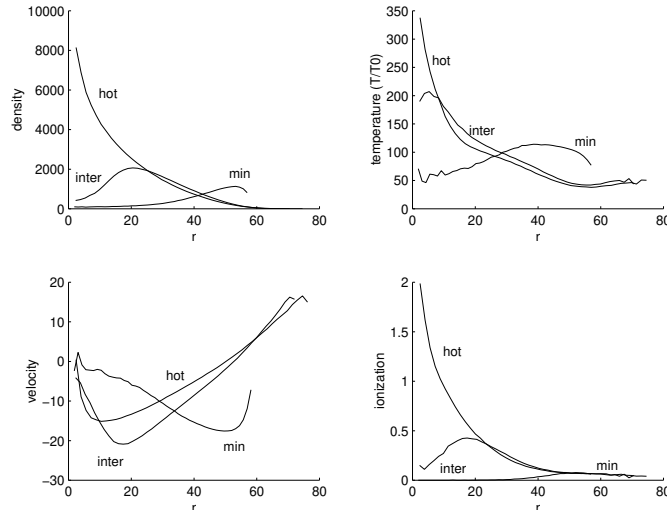 10000
8000
6000
4000
2000
0
density
hot
inter
min
0 20 40 60 80
r
350
300
250
200
150
100
50
0
temperature (T/T0)
hot
inter
min
0 20 40 60 80
r
20
10
0
−10
−20
−30
velocity
hot
inter
min
0 20 40 60 80
r
2
1.5
1
0.5
0
ionization
hot
inter
min
0 20 40 60 80
r